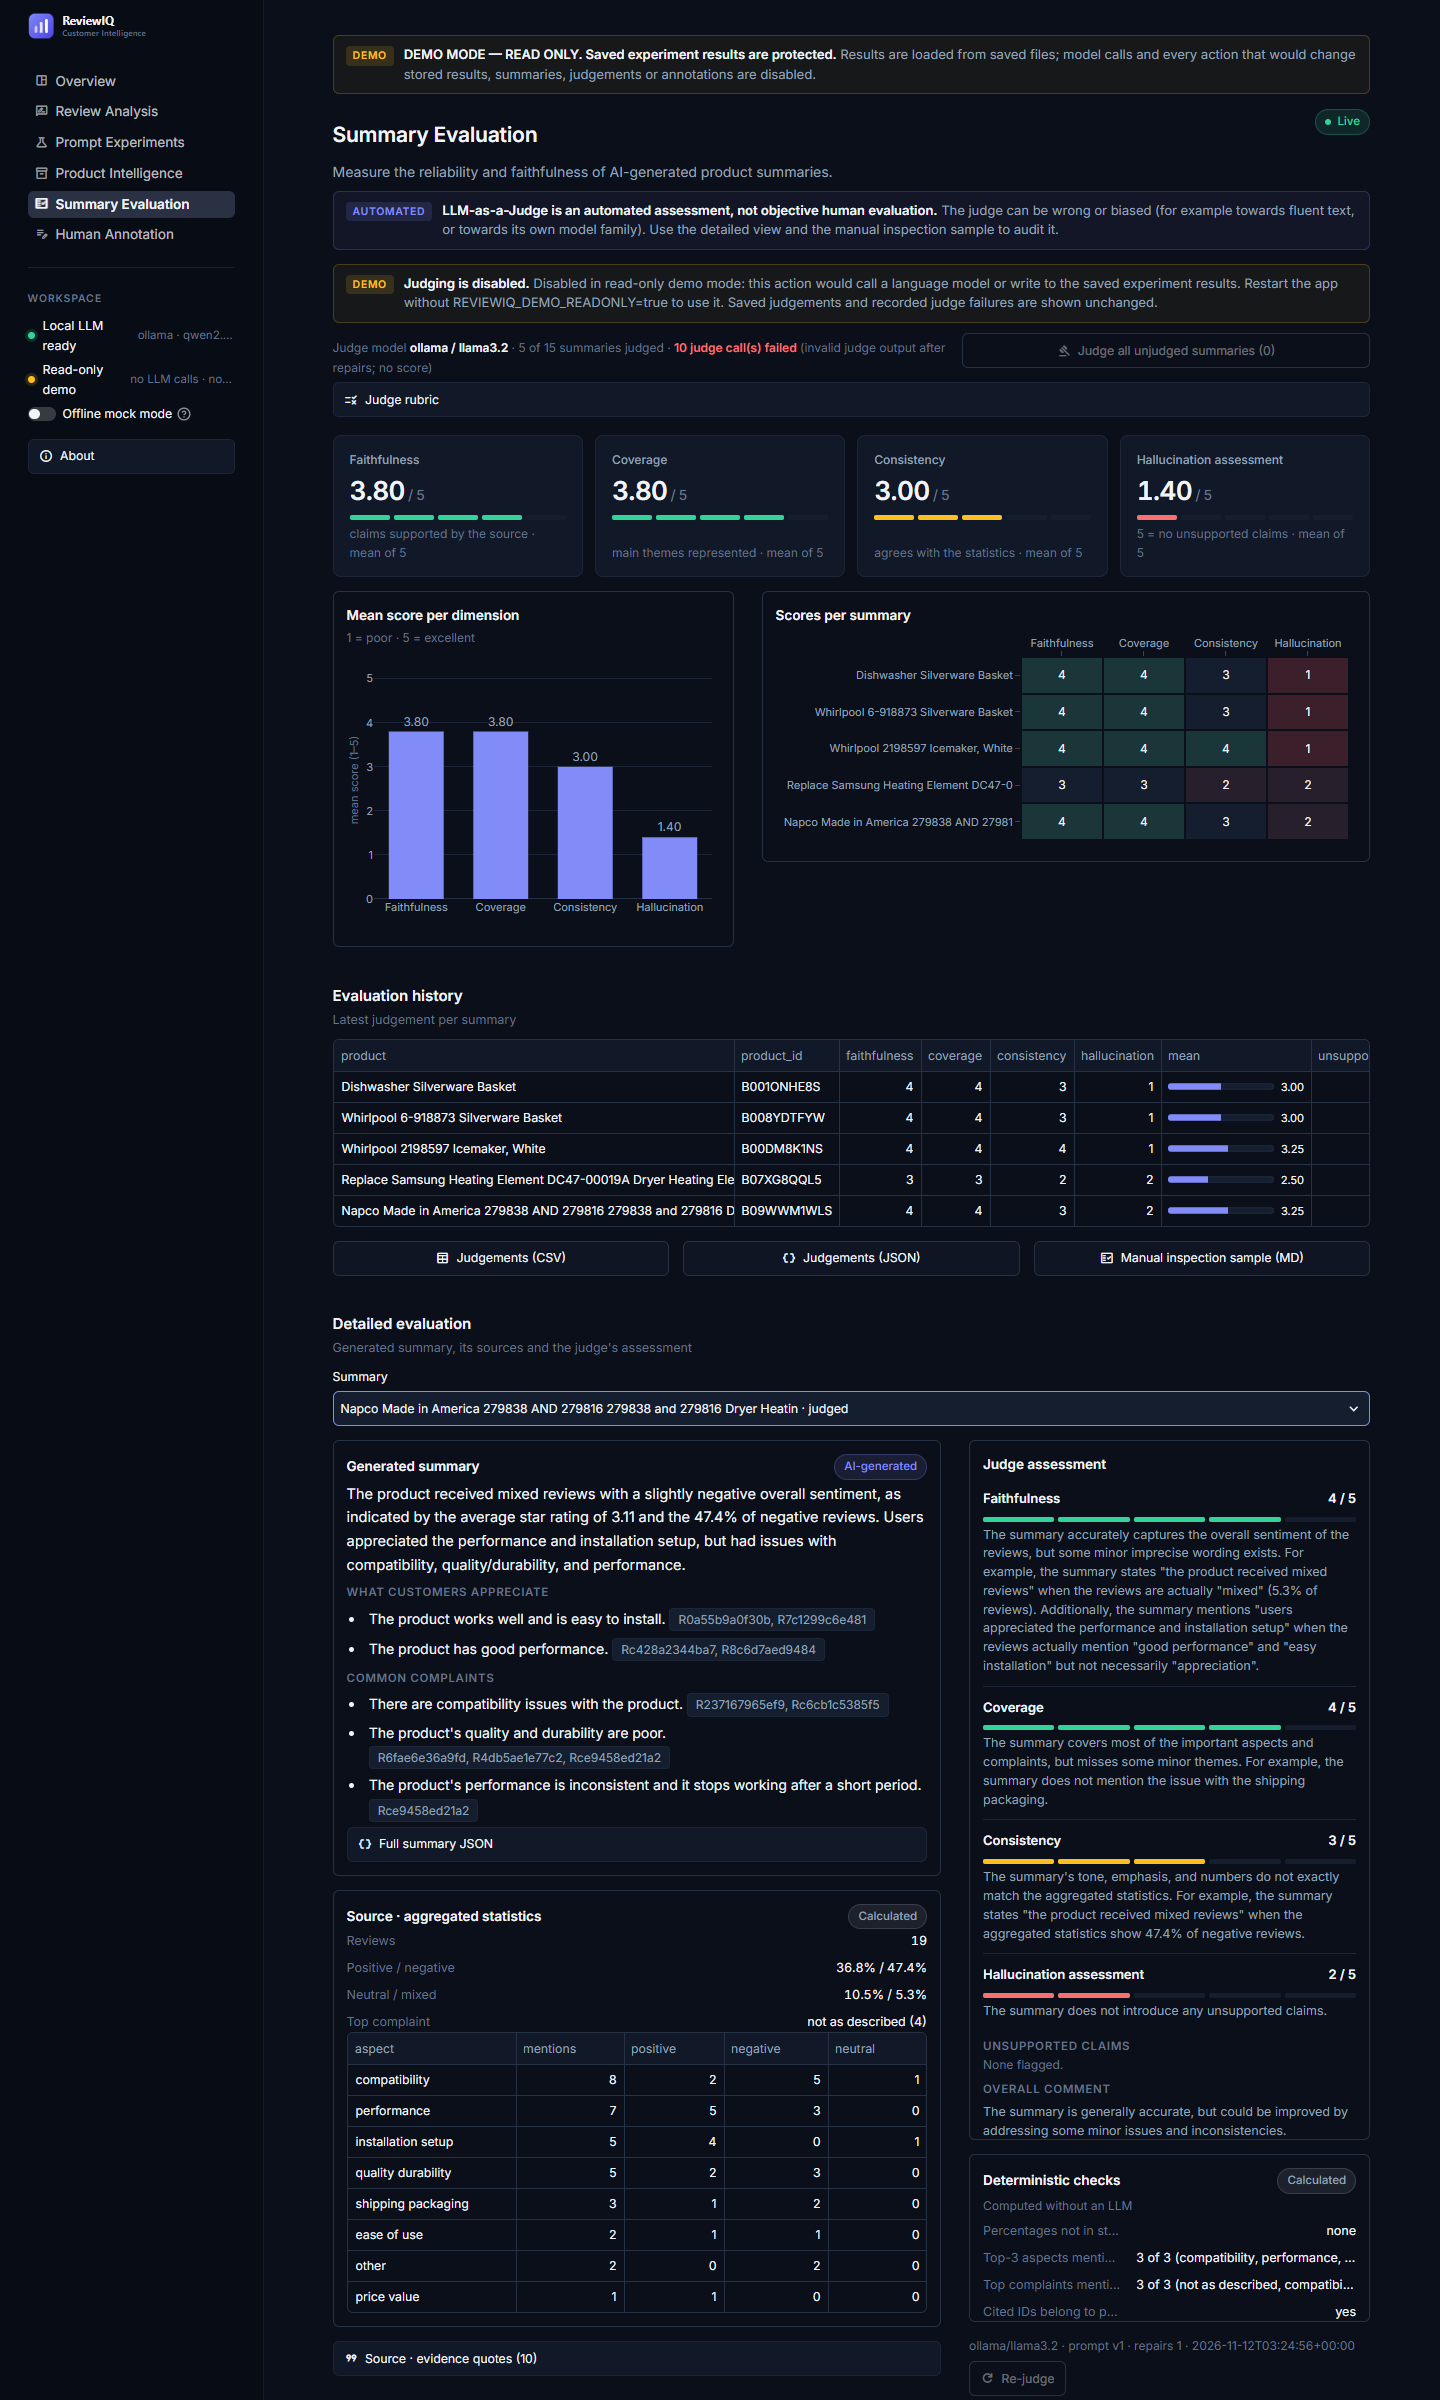 ReviewIQ
Customer Intelligence
Overview
Review Analysis
Prompt Experiments
Product Intelligence
Summary Evaluation
Human Annotation
WORKSPACE
Local LLM ready
ollama · qwen2....
Read-only demo
no LLM calls · no...
Offline mock mode
About
DEMO
DEMO MODE — READ ONLY. Saved experiment results are protected. Results are loaded from saved files; model calls and every action that would change
stored results, summaries, judgements or annotations are disabled.
Live
Summary Evaluation
Measure the reliability and faithfulness of AI-generated product summaries.
AUTOMATED
LLM-as-a-Judge is an automated assessment, not objective human evaluation. The judge can be wrong or biased (for example towards fluent text,
or towards its own model family). Use the detailed view and the manual inspection sample to audit it.
DEMO
Judging is disabled. Disabled in read-only demo mode: this action would call a language model or write to the saved experiment results. Restart the app
without REVIEWIQ_DEMO_READONLY=true to use it. Saved judgements and recorded judge failures are shown unchanged.
Judge model ollama / llama3.2 · 5 of 15 summaries judged · 10 judge call(s) failed (invalid judge output after
repairs; no score)
Judge all unjudged summaries (0)
Judge rubric
Faithfulness
3.80 / 5
claims supported by the source ·
mean of 5
Coverage
3.80 / 5
main themes represented · mean of 5
Consistency
3.00 / 5
agrees with the statistics · mean of 5
Hallucination assessment
1.40 / 5
5 = no unsupported claims · mean of
5
Mean score per dimension
1 = poor · 5 = excellent
mean score (1–5)
5
4
3
2
1
0
3.80
3.80
3.00
1.40
Faithfulness Coverage Consistency Hallucination
Scores per summary
Faithfulness Coverage Consistency Hallucination
Dishwasher Silverware Basket 4 4 3 1
Whirlpool 6-918873 Silverware Basket 4 4 3 1
Whirlpool 2198597 Icemaker, White 4 4 4 1
Replace Samsung Heating Element DC47-0 3 3 2 2
Napco Made in America 279838 AND 27981 4 4 3 2
Evaluation history
Latest judgement per summary
product product_id faithfulness coverage consistency hallucination mean unsuppo
Dishwasher Silverware Basket B001ONHE8S 4 4 3 1 3.00
Whirlpool 6-918873 Silverware Basket B008YDTFYW 4 4 3 1 3.00
Whirlpool 2198597 Icemaker, White B00DM8K1NS 4 4 4 1 3.25
Replace Samsung Heating Element DC47-00019A Dryer Heating Ele B07XG8QQL5 3 3 2 2 2.50
Napco Made in America 279838 AND 279816 279838 and 279816 D B09WWM1WLS 4 4 3 2 3.25
Judgements (CSV)
Judgements (JSON)
Manual inspection sample (MD)
Detailed evaluation
Generated summary, its sources and the judge's assessment
Summary
Napco Made in America 279838 AND 279816 279838 and 279816 Dryer Heatin · judged
Generated summary
AI-generated
The product received mixed reviews with a slightly negative overall sentiment, as
indicated by the average star rating of 3.11 and the 47.4% of negative reviews. Users
appreciated the performance and installation setup, but had issues with
compatibility, quality/durability, and performance.
WHAT CUSTOMERS APPRECIATE
• The product works well and is easy to install. R0a55b9a0f30b, R7c1299c6e481
• The product has good performance. Rc428a2344ba7, R8c6d7aed9484
COMMON COMPLAINTS
• There are compatibility issues with the product. R237167965ef9, Rc6cb1c5385f5
• The product's quality and durability are poor.
R6fae6e36a9fd, R4db5ae1e77c2, Rce9458ed21a2
• The product's performance is inconsistent and it stops working after a short period.
Rce9458ed21a2
Full summary JSON
Source · aggregated statistics
Calculated
Reviews 19
Positive / negative 36.8% / 47.4%
Neutral / mixed 10.5% / 5.3%
Top complaint not as described (4)
aspect mentions positive negative neutral
compatibility 8 2 5 1
performance 7 5 3 0
installation setup 5 4 0 1
quality durability 5 2 3 0
shipping packaging 3 1 2 0
ease of use 2 1 1 0
other 2 0 2 0
price value 1 1 0 0
Source · evidence quotes (10)
Judge assessment
Faithfulness 4 / 5
The summary accurately captures the overall sentiment of the
reviews, but some minor imprecise wording exists. For
example, the summary states "the product received mixed
reviews" when the reviews are actually "mixed" (5.3% of
reviews). Additionally, the summary mentions "users
appreciated the performance and installation setup" when the
reviews actually mention "good performance" and "easy
installation" but not necessarily "appreciation".
Coverage 4 / 5
The summary covers most of the important aspects and
complaints, but misses some minor themes. For example, the
summary does not mention the issue with the shipping
packaging.
Consistency 3 / 5
The summary's tone, emphasis, and numbers do not exactly
match the aggregated statistics. For example, the summary
states "the product received mixed reviews" when the
aggregated statistics show 47.4% of negative reviews.
Hallucination assessment 2 / 5
The summary does not introduce any unsupported claims.
UNSUPPORTED CLAIMS
None flagged.
OVERALL COMMENT
The summary is generally accurate, but could be improved by
addressing some minor issues and inconsistencies.
Deterministic checks
Calculated
Computed without an LLM
Percentages not in st... none
Top-3 aspects menti... 3 of 3 (compatibility, performance, ...
Top complaints menti... 3 of 3 (not as described, compatibi...
Cited IDs belong to p... yes
ollama/llama3.2 · prompt v1 · repairs 1 · 2026-11-12T03:24:56+00:00
Re-judge